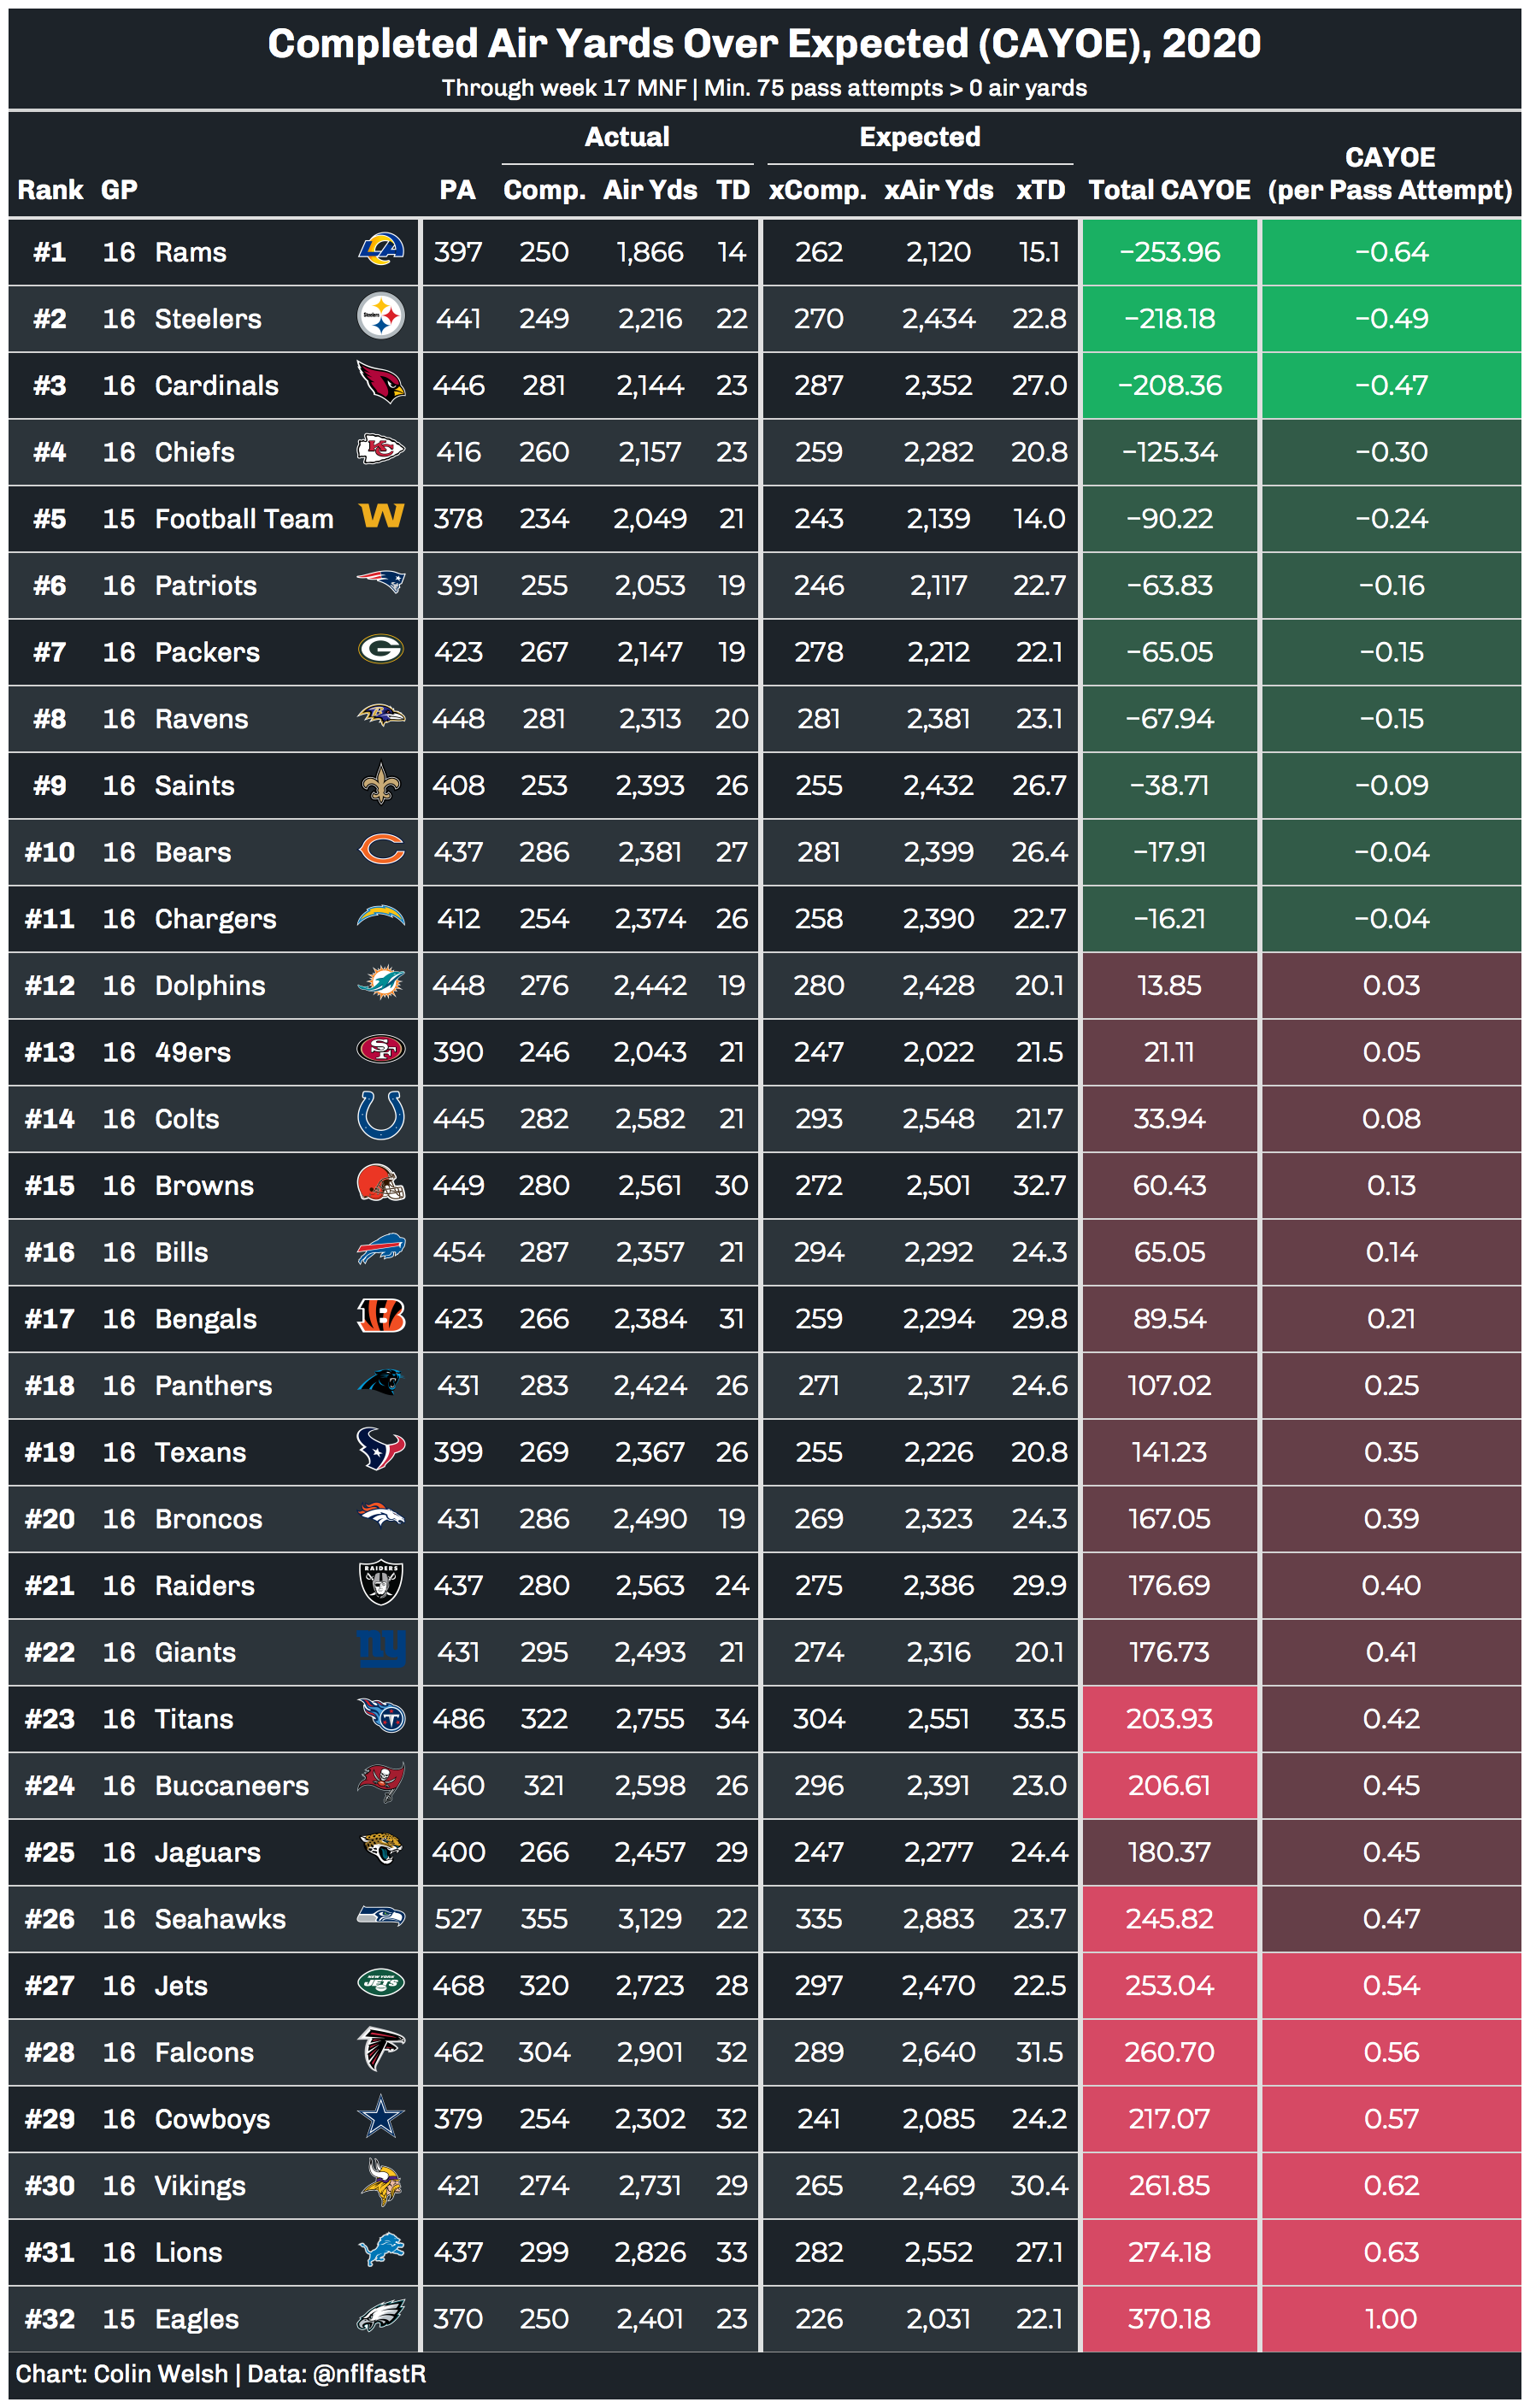 Completed Air Yards Over Expected (CAYOE), 2020
Through week 17 MNF | Min. 75 pass attempts > 0 air yards
Actual Expected CAYOE
Rank GP PA Comp. Air Yds TD xComp. xAir Yds xTD Total CAYOE (per Pass Attempt)
#1 16 Rams 397 250 1,866 14 262 2,120 15.1 −253.96 −0.64
#2 16 Steelers Steelers 441 249 2,216 22 270 2,434 22.8 −218.18 −0.49
#3 16 Cardinals 446 281 2,144 23 287 2,352 27.0 −208.36 −0.47
#4 16 Chiefs KC 416 260 2,157 23 259 2,282 20.8 −125.34 −0.30
#5 15 Football Team W 378 234 2,049 21 243 2,139 14.0 −90.22 −0.24
#6 16 Patriots 391 255 2,053 19 246 2,117 22.7 −63.83 −0.16
#7 16 Packers G 423 267 2,147 19 278 2,212 22.1 −65.05 −0.15
#8 16 Ravens 448 281 2,313 20 281 2,381 23.1 −67.94 −0.15
#9 16 Saints 408 253 2,393 26 255 2,432 26.7 −38.71 −0.09
#10 16 Bears C 437 286 2,381 27 281 2,399 26.4 −17.91 −0.04
#11 16 Chargers 412 254 2,374 26 258 2,390 22.7 −16.21 −0.04
#12 16 Dolphins 448 276 2,442 19 280 2,428 20.1 13.85 0.03
#13 16 49ers SF 390 246 2,043 21 247 2,022 21.5 21.11 0.05
#14 16 Colts 445 282 2,582 21 293 2,548 21.7 33.94 0.08
#15 16 Browns 449 280 2,561 30 272 2,501 32.7 60.43 0.13
#16 16 Bills 454 287 2,357 21 294 2,292 24.3 65.05 0.14
#17 16 Bengals B 423 266 2,384 31 259 2,294 29.8 89.54 0.21
#18 16 Panthers 431 283 2,424 26 271 2,317 24.6 107.02 0.25
#19 16 Texans 399 269 2,367 26 255 2,226 20.8 141.23 0.35
#20 16 Broncos 431 286 2,490 19 269 2,323 24.3 167.05 0.39
#21 16 Raiders RAIDERS 437 280 2,563 24 275 2,386 29.9 176.69 0.40
#22 16 Giants ny 431 295 2,493 21 274 2,316 20.1 176.73 0.41
#23 16 Titans T 486 322 2,755 34 304 2,551 33.5 203.93 0.42
#24 16 Buccaneers 460 321 2,598 26 296 2,391 23.0 206.61 0.45
#25 16 Jaguars 400 266 2,457 29 247 2,277 24.4 180.37 0.45
#26 16 Seahawks 527 355 3,129 22 335 2,883 23.7 245.82 0.47
#27 16 Jets NEW YORK JETS 468 320 2,723 28 297 2,470 22.5 253.04 0.54
#28 16 Falcons 462 304 2,901 32 289 2,640 31.5 260.70 0.56
#29 16 Cowboys 379 254 2,302 32 241 2,085 24.2 217.07 0.57
#30 16 Vikings 421 274 2,731 29 265 2,469 30.4 261.85 0.62
#31 16 Lions 437 299 2,826 33 282 2,552 27.1 274.18 0.63
#32 15 Eagles 370 250 2,401 23 226 2,031 22.1 370.18 1.00
Chart: Colin Welsh | Data: @nflfastR